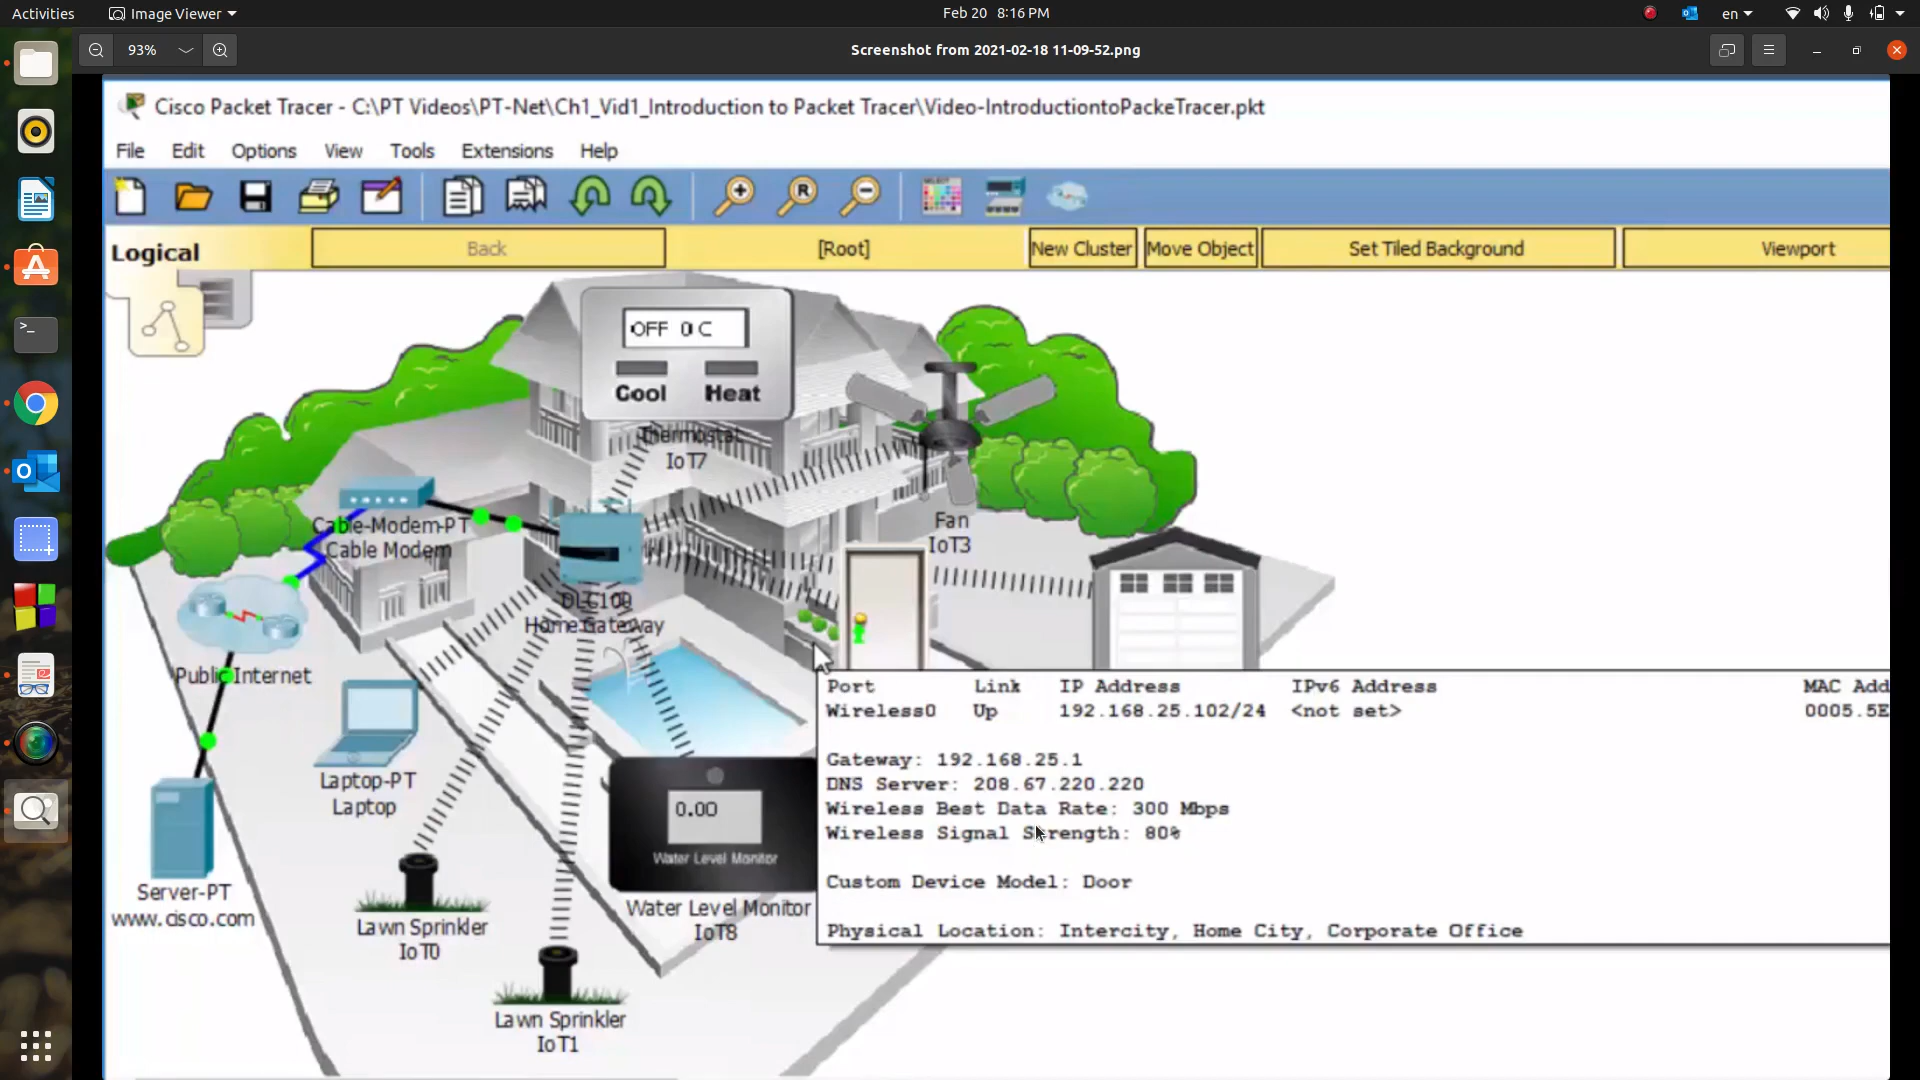 Activities
Image Viewer
Feb 20 8:16 PM
en
93%
Screenshot from 2021-02-18 11-09-52.png
Cisco Packet Tracer - C:\PT Videos\PT-Net\Ch1_Vid1_Introduction to Packet Tracer\Video-IntroductiontoPackeTracer.pkt
File Edit Options View Tools Extensions Help
Logical Back [Root] New Cluster Move Object Set Tiled Background Viewport
OFF 0 C
Cool Heat
Thermostat
IoT7
Cable-Modem-PT
Cable Modem
Fan
IoT3
DLC100
Home Gateway
Public Internet
Laptop-PT
Laptop
Server-PT
www.cisco.com
0.00
Water Level Monitor
Water Level Monitor
IoT8
Lawn Sprinkler
IoT0
Lawn Sprinkler
IoT1
Port Link IP Address IPv6 Address MAC Add
Wireless0 Up 192.168.25.102/24 <not set> 0005.5E
Gateway: 192.168.25.1
DNS Server: 208.67.220.220
Wireless Best Data Rate: 300 Mbps
Wireless Signal Strength: 80%
Custom Device Model: Door
Physical Location: Intercity, Home City, Corporate Office